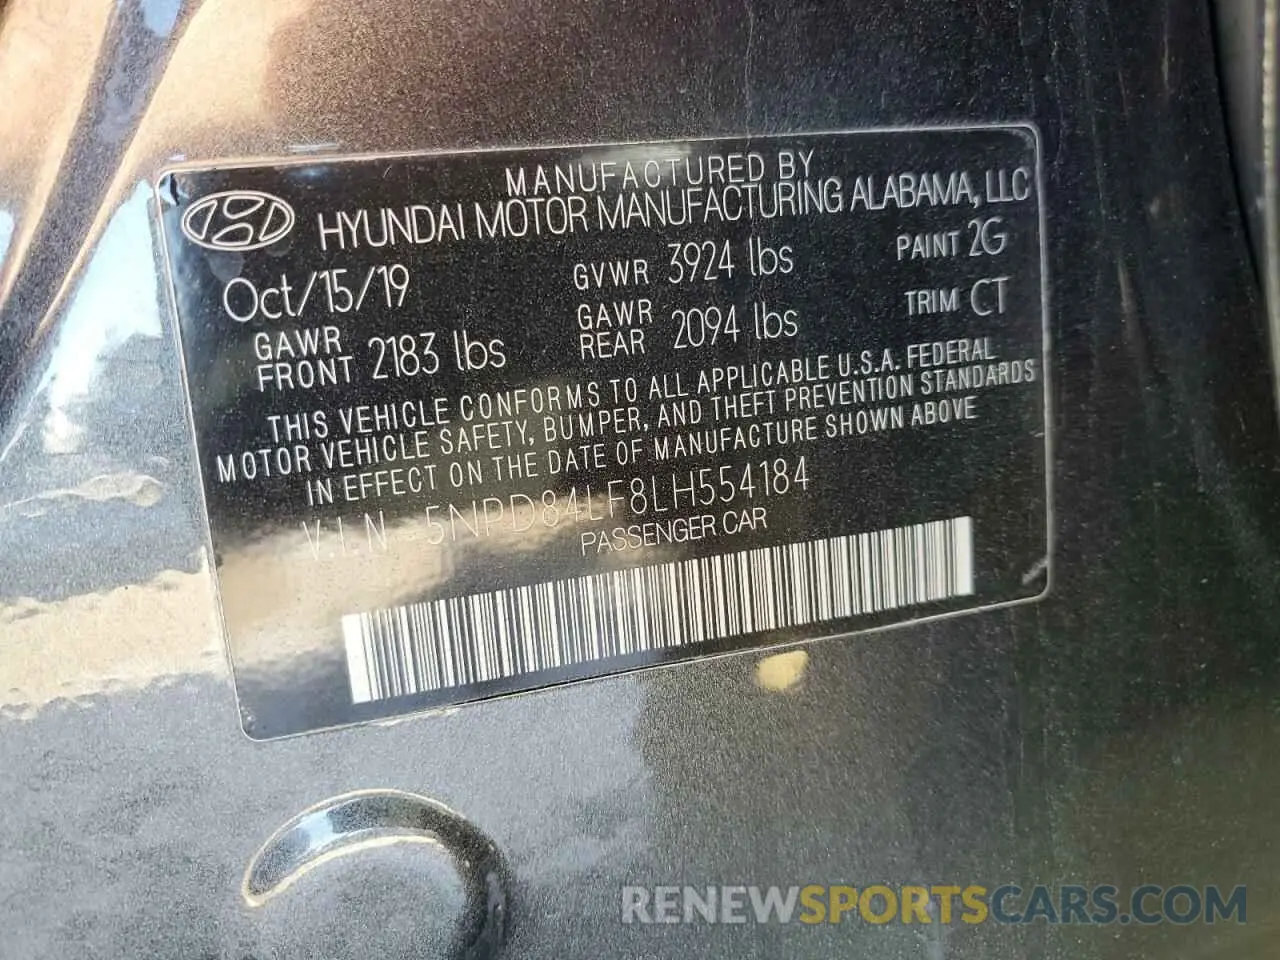 MANUFACTURED BY
HYUNDAI MOTOR MANUFACTURING ALABAMA, LLC
Oct/15/19 GVWR 3924 lbs PAINT 2G
GAWR FRONT 2183 lbs GAWR REAR 2094 lbs TRIM CT
THIS VEHICLE CONFORMS TO ALL APPLICABLE U.S.A. FEDERAL
MOTOR VEHICLE SAFETY, BUMPER, AND THEFT PREVENTION STANDARDS
IN EFFECT ON THE DATE OF MANUFACTURE SHOWN ABOVE
V.I.N 5NPD84LF8LH554184
PASSENGER CAR
RENEWSPORTSCARS.COM